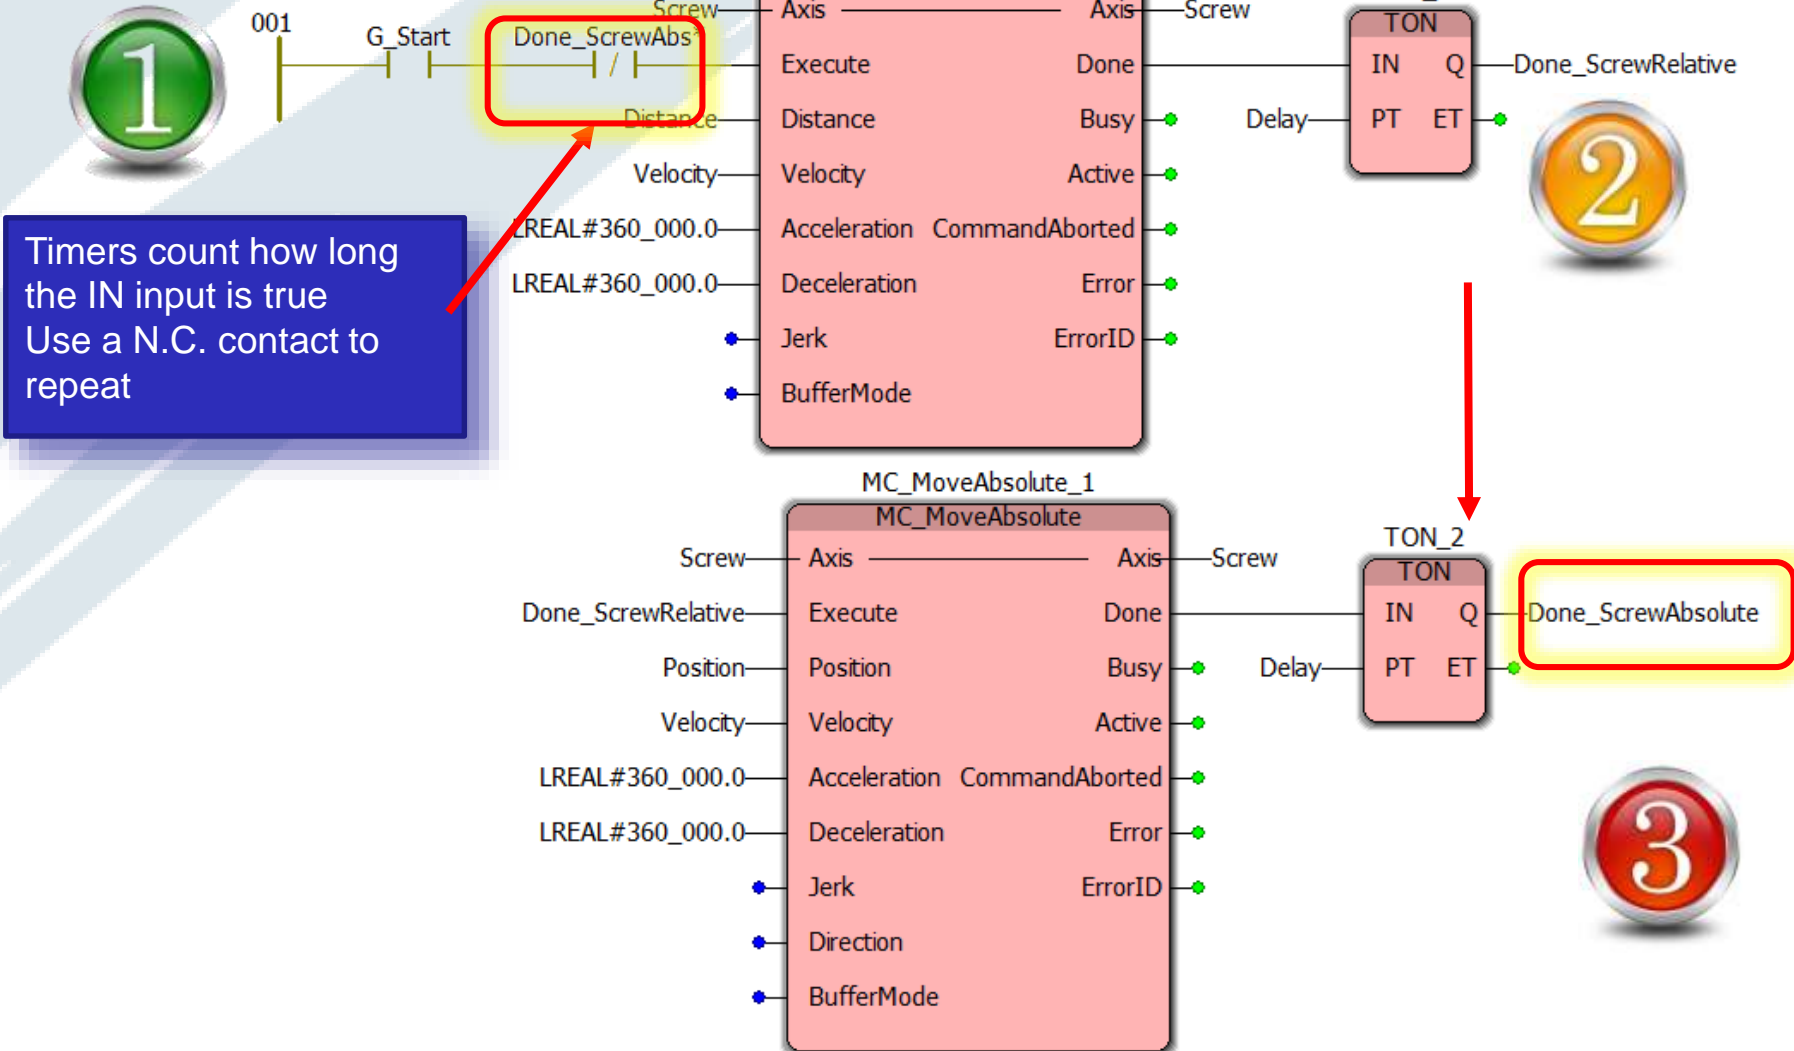 1
001
G_Start
Done_ScrewAbs*
Screw
Axis
Axis
Screw
Execute
Done
Distance
Distance
Busy
Velocity
Velocity
Active
LREAL#360_000.0
Acceleration
CommandAborted
LREAL#360_000.0
Deceleration
Error
Jerk
ErrorID
BufferMode
TON
IN
Q
Done_ScrewRelative
Delay
PT
ET
2
Timers count how long
the IN input is true
Use a N.C. contact to
repeat
MC_MoveAbsolute_1
MC_MoveAbsolute
Screw
Axis
Axis
Screw
Done_ScrewRelative
Execute
Done
Position
Position
Busy
Velocity
Velocity
Active
LREAL#360_000.0
Acceleration
CommandAborted
LREAL#360_000.0
Deceleration
Error
Jerk
ErrorID
Direction
BufferMode
TON_2
TON
IN
Q
Done_ScrewAbsolute
Delay
PT
ET
3